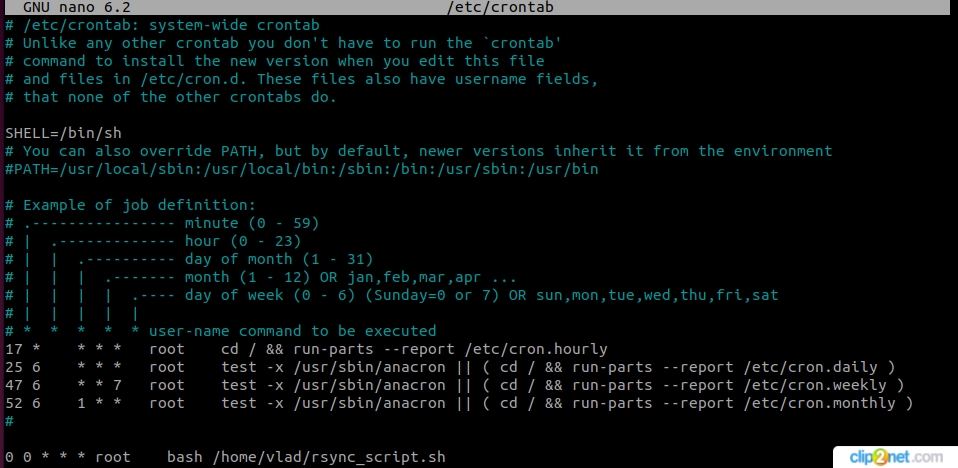 GNU nano 6.2 /etc/crontab
# /etc/crontab: system-wide crontab
# Unlike any other crontab you don't have to run the `crontab'
# command to install the new version when you edit this file
# and files in /etc/cron.d. These files also have username fields,
# that none of the other crontabs do.

SHELL=/bin/sh
# You can also override PATH, but by default, newer versions inherit it from the environment
#PATH=/usr/local/sbin:/usr/local/bin:/sbin:/bin:/usr/sbin:/usr/bin

# Example of job definition:
# .---------------- minute (0 - 59)
# |  .------------- hour (0 - 23)
# |  |  .---------- day of month (1 - 31)
# |  |  |  .------- month (1 - 12) OR jan,feb,mar,apr ...
# |  |  |  |  .---- day of week (0 - 6) (Sunday=0 or 7) OR sun,mon,tue,wed,thu,fri,sat
# |  |  |  |  |
# *  *  *  *  * user-name command to be executed
17 *    * * *   root    cd / && run-parts --report /etc/cron.hourly
25 6    * * *   root    test -x /usr/sbin/anacron || ( cd / && run-parts --report /etc/cron.daily )
47 6    * * 7   root    test -x /usr/sbin/anacron || ( cd / && run-parts --report /etc/cron.weekly )
52 6    1 * *   root    test -x /usr/sbin/anacron || ( cd / && run-parts --report /etc/cron.monthly )
#

0 0 * * * root    bash /home/vlad/rsync_script.sh
clip2net.com